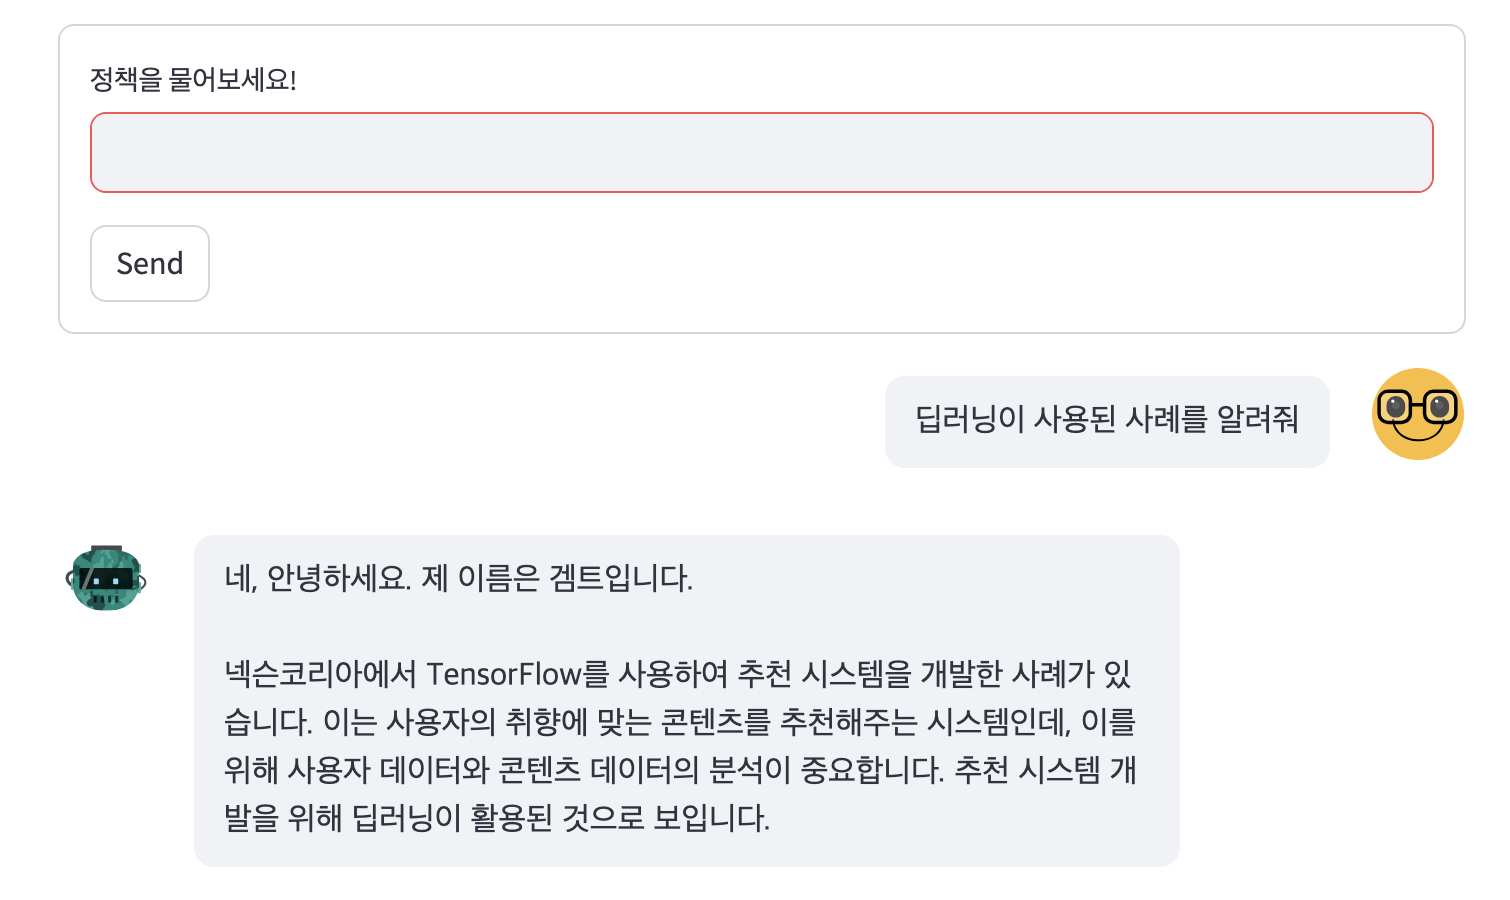 정책을 물어보세요!
Send
딥러닝이 사용된 사례를 알려줘
네, 안녕하세요. 제 이름은 겜트입니다.
넥슨코리아에서 TensorFlow를 사용하여 추천 시스템을 개발한 사례가 있
습니다. 이는 사용자의 취향에 맞는 콘텐츠를 추천해주는 시스템인데, 이를
위해 사용자 데이터와 콘텐츠 데이터의 분석이 중요합니다. 추천 시스템 개
발을 위해 딥러닝이 활용된 것으로 보입니다.